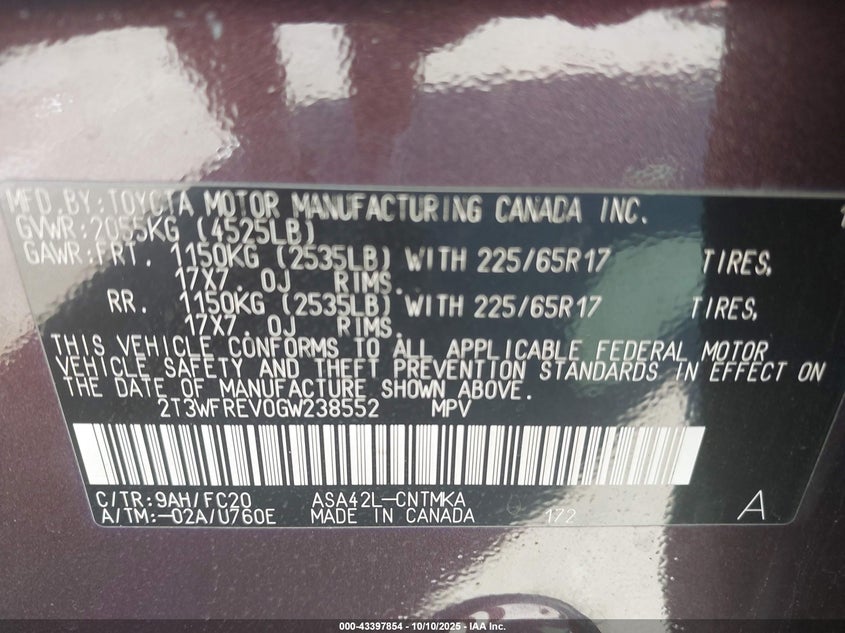 MFD. BY: TOYOTA MOTOR MANUFACTURING CANADA INC.
GVWR: 2055KG (4525LB)
GAWR: FRT. 1150KG (2535LB) WITH 225/65R17 TIRES,
17X7. 0J RIMS.
RR. 1150KG (2535LB) WITH 225/65R17 TIRES,
17X7. 0J RIMS.
THIS VEHICLE CONFORMS TO ALL APPLICABLE FEDERAL MOTOR
VEHICLE SAFETY AND THEFT PREVENTION STANDARDS IN EFFECT ON
THE DATE OF MANUFACTURE SHOWN ABOVE.
2T3WFREV0GW238552 MPV
C/TR: 9AH/FC20 ASA42L-CNTMKA
A/TM: -02A/U760E MADE IN CANADA 172 A
000-43397854 - 10/10/2025 - IAA Inc.